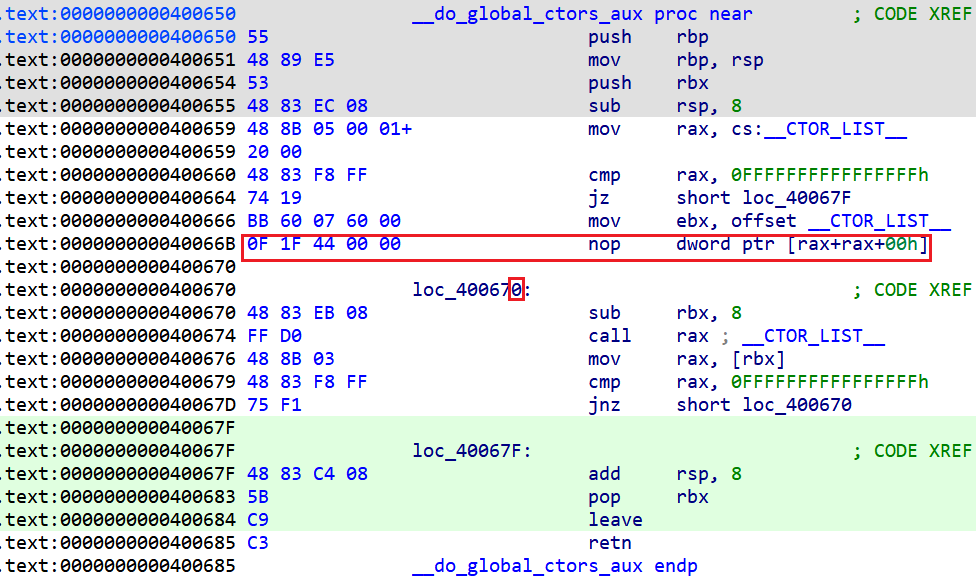 .text:0000000000400650 __do_global_ctors_aux proc near ; CODE XREF
.text:0000000000400650 55 push rbp
.text:0000000000400651 48 89 E5 mov rbp, rsp
.text:0000000000400654 53 push rbx
.text:0000000000400655 48 83 EC 08 sub rsp, 8
.text:0000000000400659 48 8B 05 00 01+ mov rax, cs:__CTOR_LIST__
.text:0000000000400659 20 00
.text:0000000000400660 48 83 F8 FF cmp rax, 0FFFFFFFFFFFFFFFFh
.text:0000000000400664 74 19 jz short loc_40067F
.text:0000000000400666 BB 60 07 60 00 mov ebx, offset __CTOR_LIST__
.text:000000000040066B 0F 1F 44 00 00 nop dword ptr [rax+rax+00h]
.text:0000000000400670
.text:0000000000400670 loc_400670: ; CODE XREF
.text:0000000000400670 48 83 EB 08 sub rbx, 8
.text:0000000000400674 FF D0 call rax ; __CTOR_LIST__
.text:0000000000400676 48 8B 03 mov rax, [rbx]
.text:0000000000400679 48 83 F8 FF cmp rax, 0FFFFFFFFFFFFFFFFh
.text:000000000040067D 75 F1 jnz short loc_400670
.text:000000000040067F
.text:000000000040067F loc_40067F: ; CODE XREF
.text:000000000040067F 48 83 C4 08 add rsp, 8
.text:0000000000400683 5B pop rbx
.text:0000000000400684 C9 leave
.text:0000000000400685 C3 retn
.text:0000000000400685 __do_global_ctors_aux endp